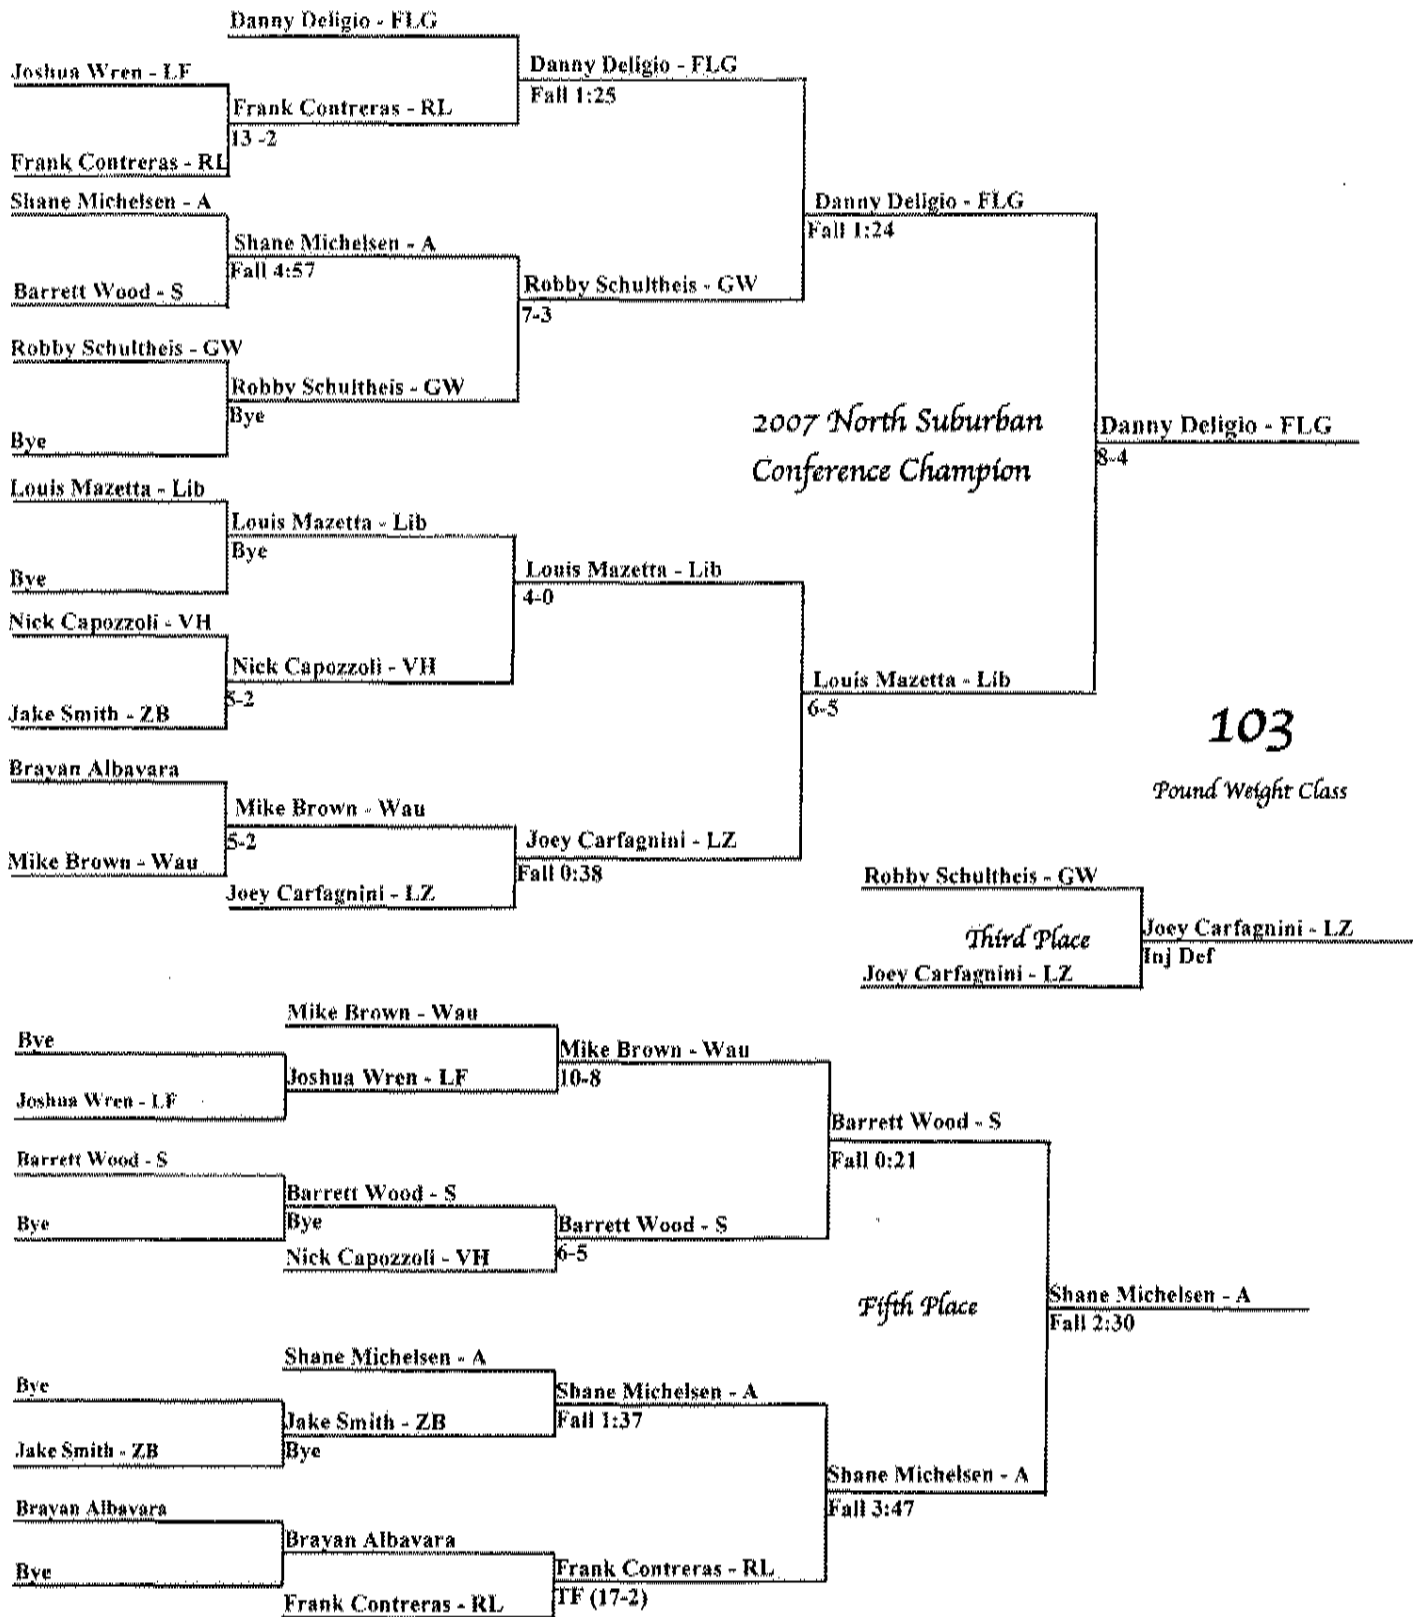 Danny Deligio - FLG
Joshua Wren - LF
Danny Deligio - FLG
Fall 1:25
Frank Contreras - RL
13 -2
Frank Contreras - RL
Shane Michelsen - A
Danny Deligio - FLG
Fall 1:24
Shane Michelsen - A
Fall 4:57
Barrett Wood - S
Robby Schultheis - GW
7-3
Robby Schultheis - GW
Robby Schultheis - GW
Bye
Bye
2007 North Suburban
Conference Champion
Danny Deligio - FLG
8-4
Louis Mazetta - Lib
Louis Mazetta - Lib
Bye
Bye
Louis Mazetta - Lib
4-0
Nick Capozzoli - VH
Nick Capozzoli - VH
5-2
Jake Smith - ZB
Louis Mazetta - Lib
6-5
103
Pound Weight Class
Brayan Albavara
Mike Brown - Wau
5-2
Mike Brown - Wau
Joey Carfagnini - LZ
Fall 0:38
Joey Carfagnini - LZ
Robby Schultheis - GW
Third Place
Joey Carfagnini - LZ
Inj Def
Joey Carfagnini - LZ
Mike Brown - Wau
Bye
Mike Brown - Wau
10-8
Joshua Wren - LF
Joshua Wren - LF
Barrett Wood - S
Fall 0:21
Barrett Wood - S
Barrett Wood - S
Bye
Bye
Barrett Wood - S
6-5
Nick Capozzoli - VH
Fifth Place
Shane Michelsen - A
Fall 2:30
Shane Michelsen - A
Bye
Shane Michelsen - A
Fall 1:37
Jake Smith - ZB
Bye
Jake Smith - ZB
Shane Michelsen - A
Fall 3:47
Brayan Albavara
Brayan Albavara
Bye
Frank Contreras - RL
TF (17-2)
Frank Contreras - RL